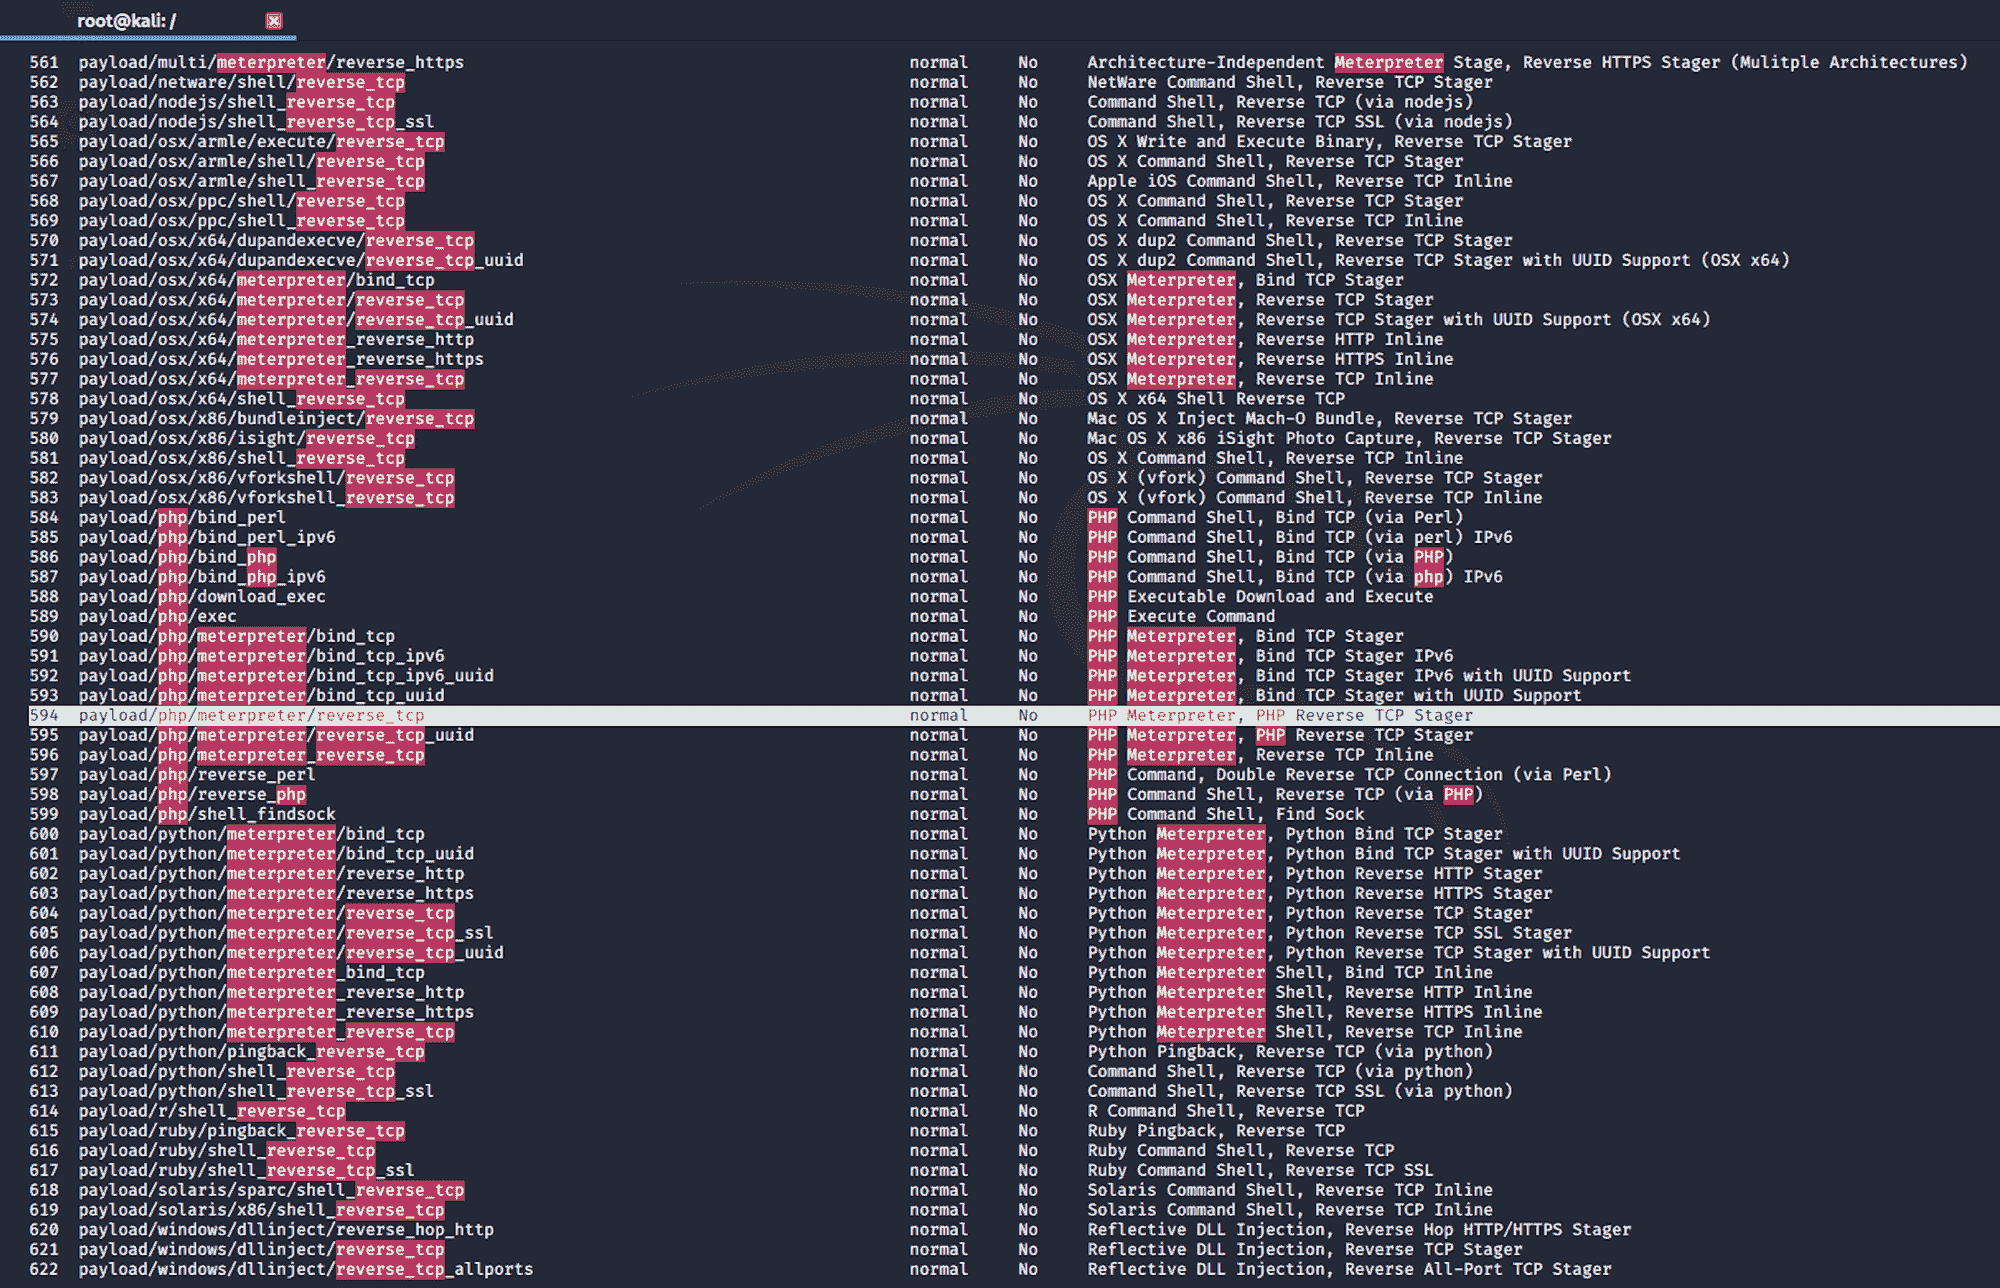 root@kali: /
561 payload/multi/meterpreter/reverse_https normal No Architecture-Independent Meterpreter Stage, Reverse HTTPS Stager (Mulitple Architectures)
562 payload/netware/shell/reverse_tcp normal No NetWare Command Shell, Reverse TCP Stager
563 payload/nodejs/shell_reverse_tcp normal No Command Shell, Reverse TCP (via nodejs)
564 payload/nodejs/shell_reverse_tcp_ssl normal No Command Shell, Reverse TCP SSL (via nodejs)
565 payload/osx/armle/execute/reverse_tcp normal No OS X Write and Execute Binary, Reverse TCP Stager
566 payload/osx/armle/shell/reverse_tcp normal No OS X Command Shell, Reverse TCP Stager
567 payload/osx/armle/shell_reverse_tcp normal No Apple iOS Command Shell, Reverse TCP Inline
568 payload/osx/ppc/shell/reverse_tcp normal No OS X Command Shell, Reverse TCP Stager
569 payload/osx/ppc/shell_reverse_tcp normal No OS X Command Shell, Reverse TCP Inline
570 payload/osx/x64/dupandexecve/reverse_tcp normal No OS X dup2 Command Shell, Reverse TCP Stager
571 payload/osx/x64/dupandexecve/reverse_tcp_uuid normal No OS X dup2 Command Shell, Reverse TCP Stager with UUID Support (OSX x64)
572 payload/osx/x64/meterpreter/bind_tcp normal No OSX Meterpreter, Bind TCP Stager
573 payload/osx/x64/meterpreter/reverse_tcp normal No OSX Meterpreter, Reverse TCP Stager
574 payload/osx/x64/meterpreter/reverse_tcp_uuid normal No OSX Meterpreter, Reverse TCP Stager with UUID Support (OSX x64)
575 payload/osx/x64/meterpreter_reverse_http normal No OSX Meterpreter, Reverse HTTP Inline
576 payload/osx/x64/meterpreter_reverse_https normal No OSX Meterpreter, Reverse HTTPS Inline
577 payload/osx/x64/meterpreter_reverse_tcp normal No OSX Meterpreter, Reverse TCP Inline
578 payload/osx/x64/shell_reverse_tcp normal No OS X x64 Shell Reverse TCP
579 payload/osx/x86/bundleinject/reverse_tcp normal No Mac OS X Inject Mach-O Bundle, Reverse TCP Stager
580 payload/osx/x86/isight/reverse_tcp normal No Mac OS X x86 iSight Photo Capture, Reverse TCP Stager
581 payload/osx/x86/shell_reverse_tcp normal No OS X Command Shell, Reverse TCP Inline
582 payload/osx/x86/vforkshell/reverse_tcp normal No OS X (vfork) Command Shell, Reverse TCP Stager
583 payload/osx/x86/vforkshell_reverse_tcp normal No OS X (vfork) Command Shell, Reverse TCP Inline
584 payload/php/bind_perl normal No PHP Command Shell, Bind TCP (via Perl)
585 payload/php/bind_perl_ipv6 normal No PHP Command Shell, Bind TCP (via perl) IPv6
586 payload/php/bind_php normal No PHP Command Shell, Bind TCP (via PHP)
587 payload/php/bind_php_ipv6 normal No PHP Command Shell, Bind TCP (via php) IPv6
588 payload/php/download_exec normal No PHP Executable Download and Execute
589 payload/php/exec normal No PHP Execute Command
590 payload/php/meterpreter/bind_tcp normal No PHP Meterpreter, Bind TCP Stager
591 payload/php/meterpreter/bind_tcp_ipv6 normal No PHP Meterpreter, Bind TCP Stager IPv6
592 payload/php/meterpreter/bind_tcp_ipv6_uuid normal No PHP Meterpreter, Bind TCP Stager IPv6 with UUID Support
593 payload/php/meterpreter/bind_tcp_uuid normal No PHP Meterpreter, Bind TCP Stager with UUID Support
594 payload/php/meterpreter/reverse_tcp normal No PHP Meterpreter, PHP Reverse TCP Stager
595 payload/php/meterpreter/reverse_tcp_uuid normal No PHP Meterpreter, PHP Reverse TCP Stager
596 payload/php/meterpreter_reverse_tcp normal No PHP Meterpreter, Reverse TCP Inline
597 payload/php/reverse_perl normal No PHP Command, Double Reverse TCP Connection (via Perl)
598 payload/php/reverse_php normal No PHP Command Shell, Reverse TCP (via PHP)
599 payload/php/shell_findsock normal No PHP Command Shell, Find Sock
600 payload/python/meterpreter/bind_tcp normal No Python Meterpreter, Python Bind TCP Stager
601 payload/python/meterpreter/bind_tcp_uuid normal No Python Meterpreter, Python Bind TCP Stager with UUID Support
602 payload/python/meterpreter/reverse_http normal No Python Meterpreter, Python Reverse HTTP Stager
603 payload/python/meterpreter/reverse_https normal No Python Meterpreter, Python Reverse HTTPS Stager
604 payload/python/meterpreter/reverse_tcp normal No Python Meterpreter, Python Reverse TCP Stager
605 payload/python/meterpreter/reverse_tcp_ssl normal No Python Meterpreter, Python Reverse TCP SSL Stager
606 payload/python/meterpreter/reverse_tcp_uuid normal No Python Meterpreter, Python Reverse TCP Stager with UUID Support
607 payload/python/meterpreter_bind_tcp normal No Python Meterpreter Shell, Bind TCP Inline
608 payload/python/meterpreter_reverse_http normal No Python Meterpreter Shell, Reverse HTTP Inline
609 payload/python/meterpreter_reverse_https normal No Python Meterpreter Shell, Reverse HTTPS Inline
610 payload/python/meterpreter_reverse_tcp normal No Python Meterpreter Shell, Reverse TCP Inline
611 payload/python/pingback_reverse_tcp normal No Python Pingback, Reverse TCP (via python)
612 payload/python/shell_reverse_tcp normal No Command Shell, Reverse TCP (via python)
613 payload/python/shell_reverse_tcp_ssl normal No Command Shell, Reverse TCP SSL (via python)
614 payload/r/shell_reverse_tcp normal No R Command Shell, Reverse TCP
615 payload/ruby/pingback_reverse_tcp normal No Ruby Pingback, Reverse TCP
616 payload/ruby/shell_reverse_tcp normal No Ruby Command Shell, Reverse TCP
617 payload/ruby/shell_reverse_tcp_ssl normal No Ruby Command Shell, Reverse TCP SSL
618 payload/solaris/sparc/shell_reverse_tcp normal No Solaris Command Shell, Reverse TCP Inline
619 payload/solaris/x86/shell_reverse_tcp normal No Solaris Command Shell, Reverse TCP Inline
620 payload/windows/dllinject/reverse_hop_http normal No Reflective DLL Injection, Reverse Hop HTTP/HTTPS Stager
621 payload/windows/dllinject/reverse_tcp normal No Reflective DLL Injection, Reverse TCP Stager
622 payload/windows/dllinject/reverse_tcp_allports normal No Reflective DLL Injection, Reverse All-Port TCP Stager